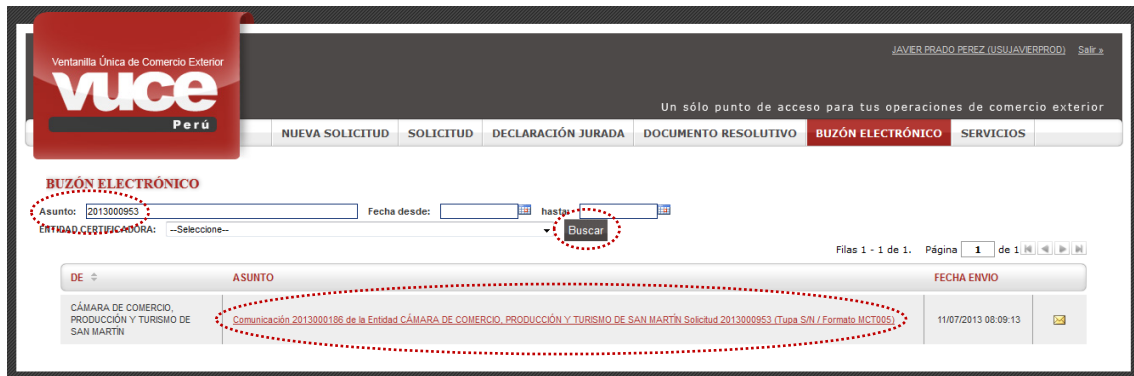 JAVIER PRADO PEREZ (USUJAVIERPROD) Salir »
Ventanilla Única de Comercio Exterior
vuce
Perú
Un sólo punto de acceso para tus operaciones de comercio exterior
NUEVA SOLICITUD SOLICITUD DECLARACIÓN JURADA DOCUMENTO RESOLUTIVO BUZÓN ELECTRÓNICO SERVICIOS
BUZÓN ELECTRÓNICO
Asunto: 2013000953 Fecha desde: hasta:
ENTIDAD CERTIFICADORA: --Seleccione-- Buscar
Filas 1 - 1 de 1. Página 1 de 1
DE ASUNTO FECHA ENVIO
CÁMARA DE COMERCIO,
PRODUCCIÓN Y TURISMO DE
SAN MARTÍN
Comunicación 2013000186 de la Entidad CÁMARA DE COMERCIO, PRODUCCIÓN Y TURISMO DE SAN MARTÍN Solicitud 2013000953 (Tupa S/N / Formato MCT005) 11/07/2013 08:09:13